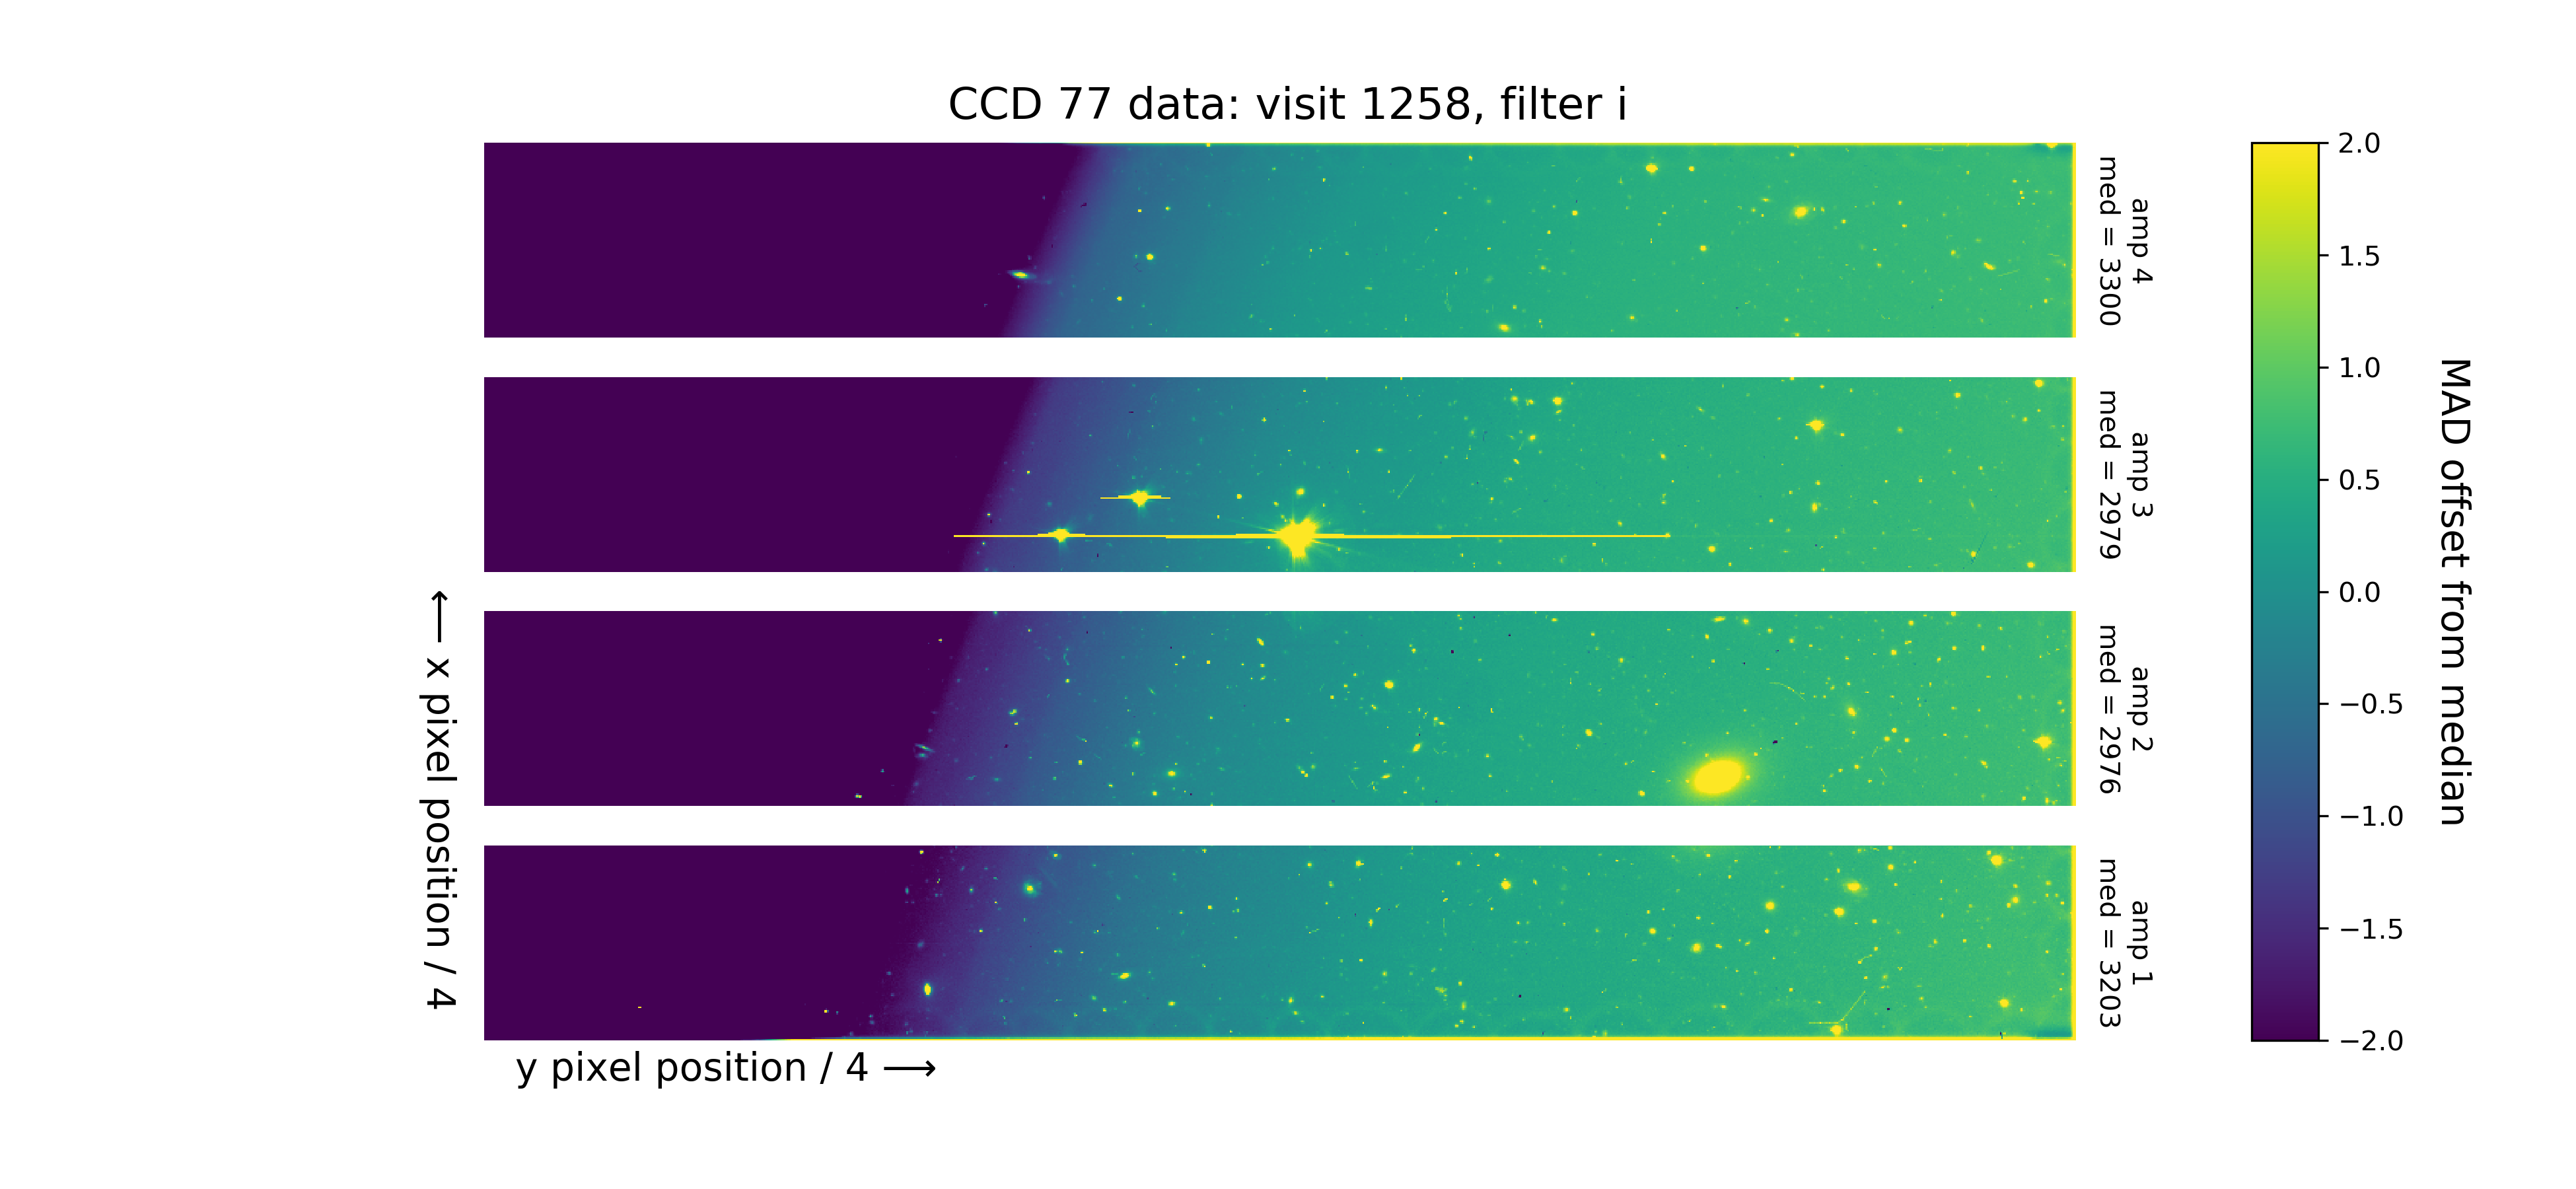 CCD 77 data: visit 1258, filter i
amp 4
med = 3300
amp 3
med = 2979
amp 2
med = 2976
amp 1
med = 3203
⟵ x pixel position / 4
y pixel position / 4 ⟶
2.0
1.5
1.0
0.5
0.0
−0.5
−1.0
−1.5
−2.0
MAD offset from median